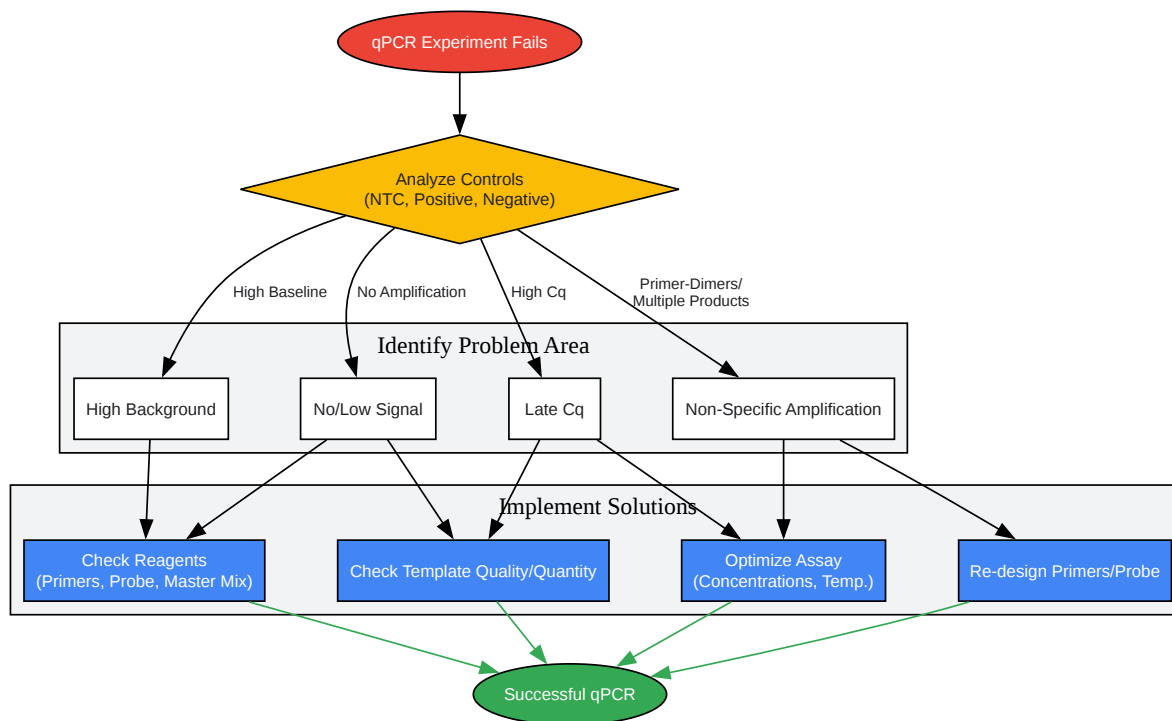 qPCR Experiment Fails
Analyze Controls
(NTC, Positive, Negative)
High Baseline
No Amplification
High Cq
Primer-Dimers/
Multiple Products
Identify Problem Area
High Background
No/Low Signal
Late Cq
Non-Specific Amplification
Implement Solutions
Check Reagents
(Primers, Probe, Master Mix)
Check Template Quality/Quantity
Optimize Assay
(Concentrations, Temp.)
Re-design Primers/Probe
Successful qPCR